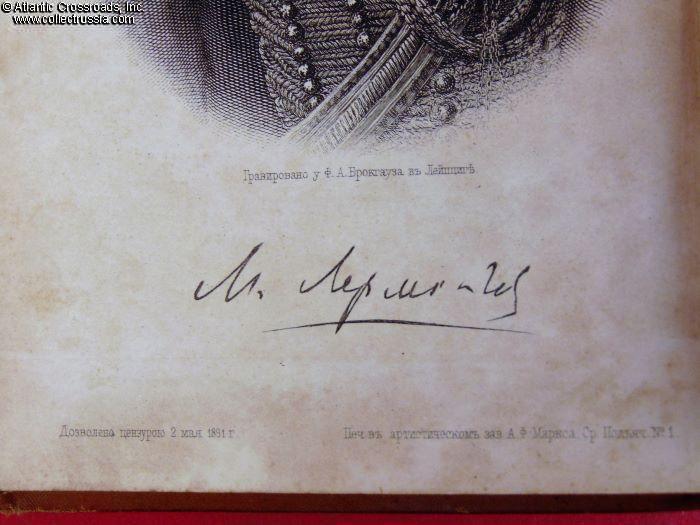 © Atlantic Crossroads, Inc.
www.collectrussia.com
Гравировано у Ф. А. Брокгауза въ Лейпцигѣ.
М. Лермонтов
Дозволено цензурою 2 мая 1891 г.
Печ. въ артистическомъ зав. А. Ф. Маркса, Ср. Подъяч. № 1.